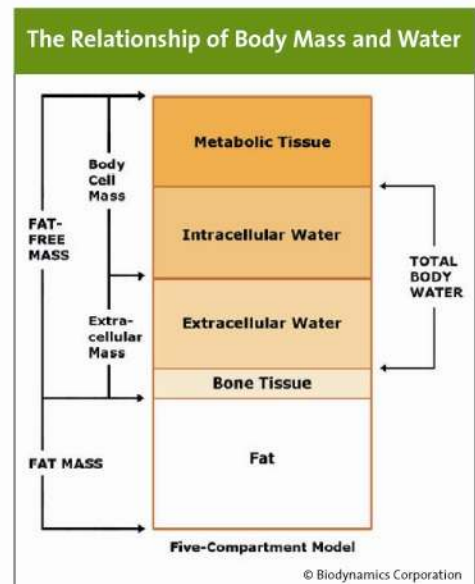 The Relationship of Body Mass and Water
Metabolic Tissue
Body
Cell
Mass
Intracellular Water
FAT-
FREE
MASS
TOTAL
BODY
WATER
Extra-
cellular
Mass
Extracellular Water
Bone Tissue
FAT MASS
Fat
Five-Compartment Model
© Biodynamics Corporation